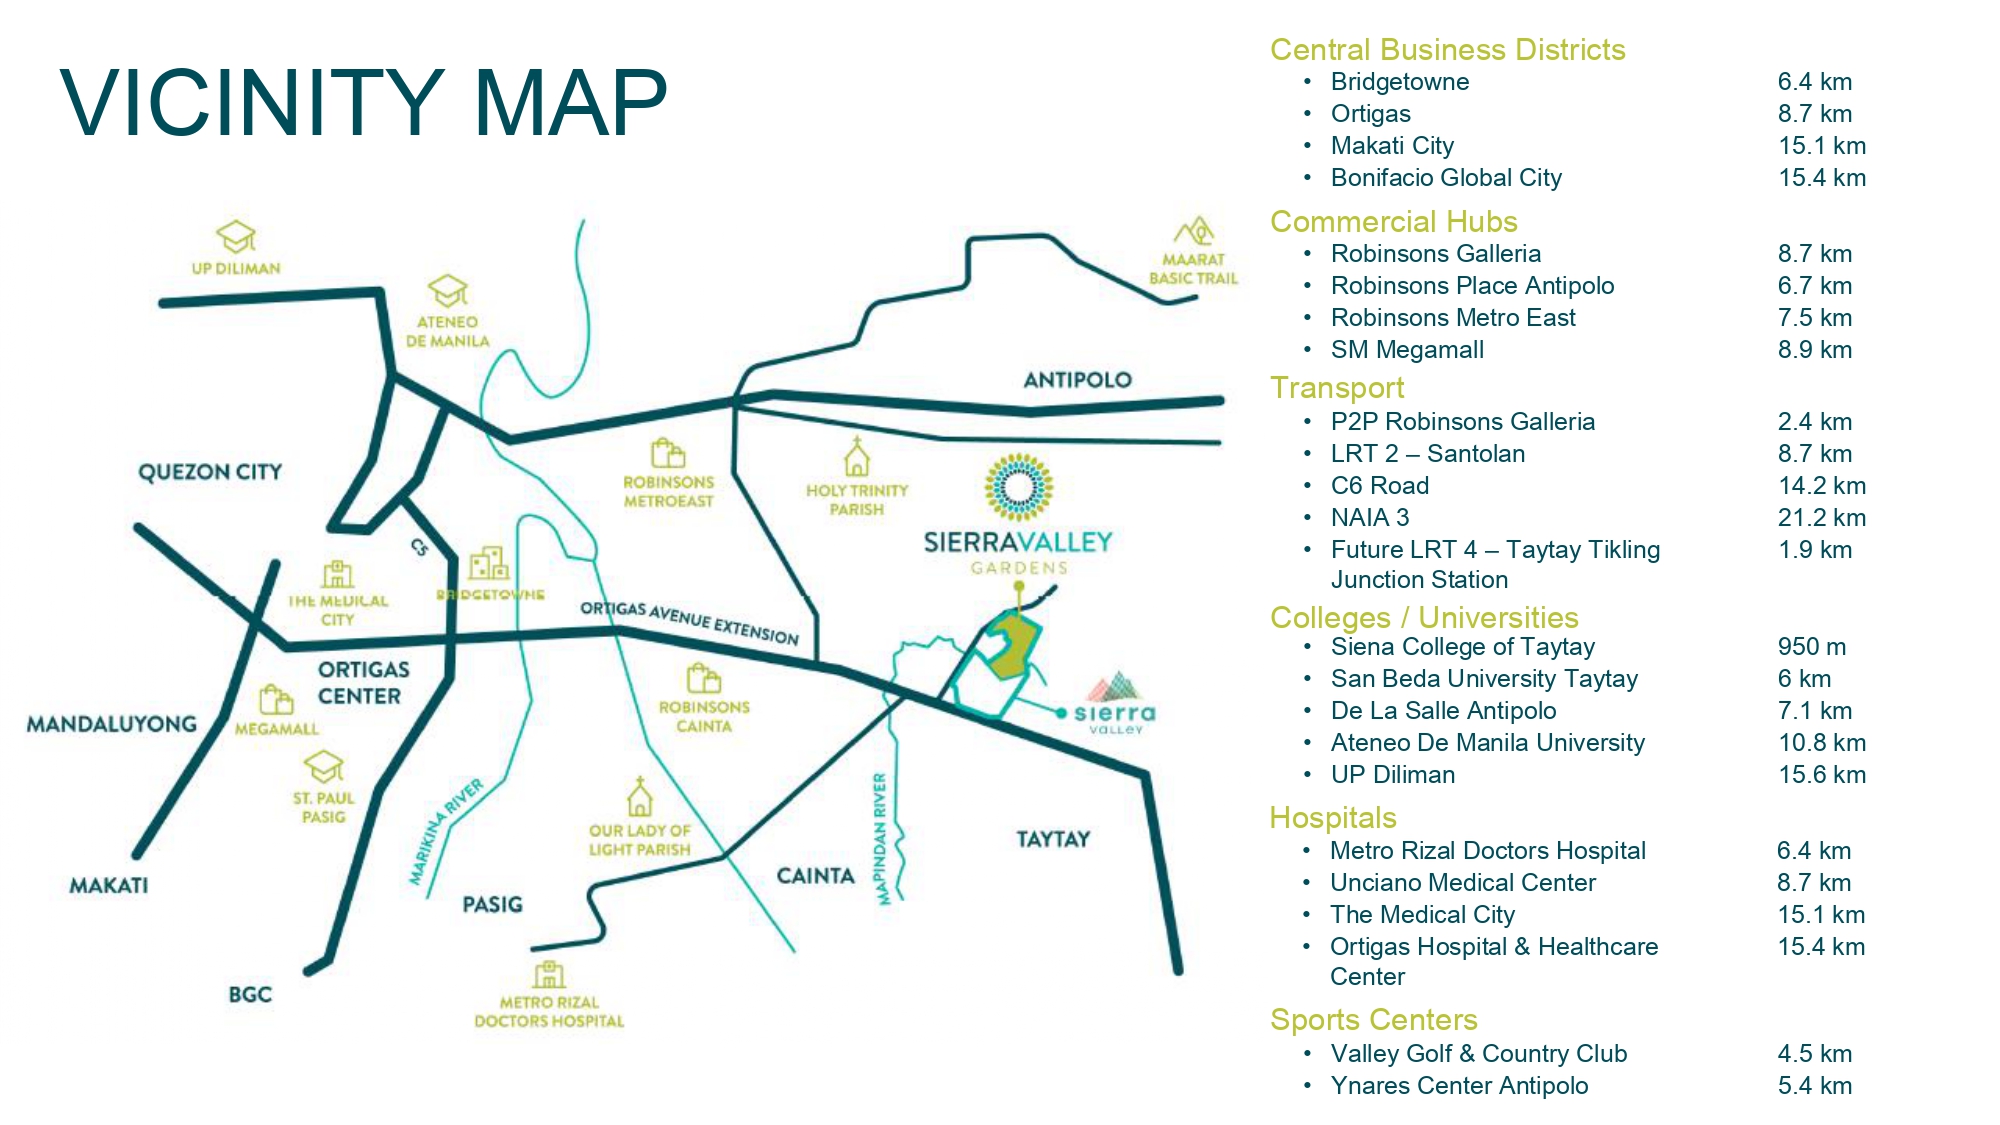 VICINITY MAP
UP DILIMAN
ATENEO
DE MANILA
MAARAT
BASIC TRAIL
ANTIPOLO
QUEZON CITY
ROBINSONS
METROEAST
HOLY TRINITY
PARISH
SIERRAVALLEY
GARDENS
C5
THE MEDICAL
CITY
BRIDGETOWNE
ORTIGAS AVENUE EXTENSION
ORTIGAS
CENTER
MEGAMALL
MANDALUYONG
ROBINSONS
CAINTA
sierra
valley
ST. PAUL
PASIG
MARIKINA RIVER
OUR LADY OF
LIGHT PARISH
MAPINDAN RIVER
TAYTAY
CAINTA
MAKATI
PASIG
BGC
METRO RIZAL
DOCTORS HOSPITAL
Central Business Districts
• Bridgetowne 6.4 km
• Ortigas 8.7 km
• Makati City 15.1 km
• Bonifacio Global City 15.4 km
Commercial Hubs
• Robinsons Galleria 8.7 km
• Robinsons Place Antipolo 6.7 km
• Robinsons Metro East 7.5 km
• SM Megamall 8.9 km
Transport
• P2P Robinsons Galleria 2.4 km
• LRT 2 – Santolan 8.7 km
• C6 Road 14.2 km
• NAIA 3 21.2 km
• Future LRT 4 – Taytay Tikling 1.9 km
Junction Station
Colleges / Universities
• Siena College of Taytay 950 m
• San Beda University Taytay 6 km
• De La Salle Antipolo 7.1 km
• Ateneo De Manila University 10.8 km
• UP Diliman 15.6 km
Hospitals
• Metro Rizal Doctors Hospital 6.4 km
• Unciano Medical Center 8.7 km
• The Medical City 15.1 km
• Ortigas Hospital & Healthcare 15.4 km
Center
Sports Centers
• Valley Golf & Country Club 4.5 km
• Ynares Center Antipolo 5.4 km